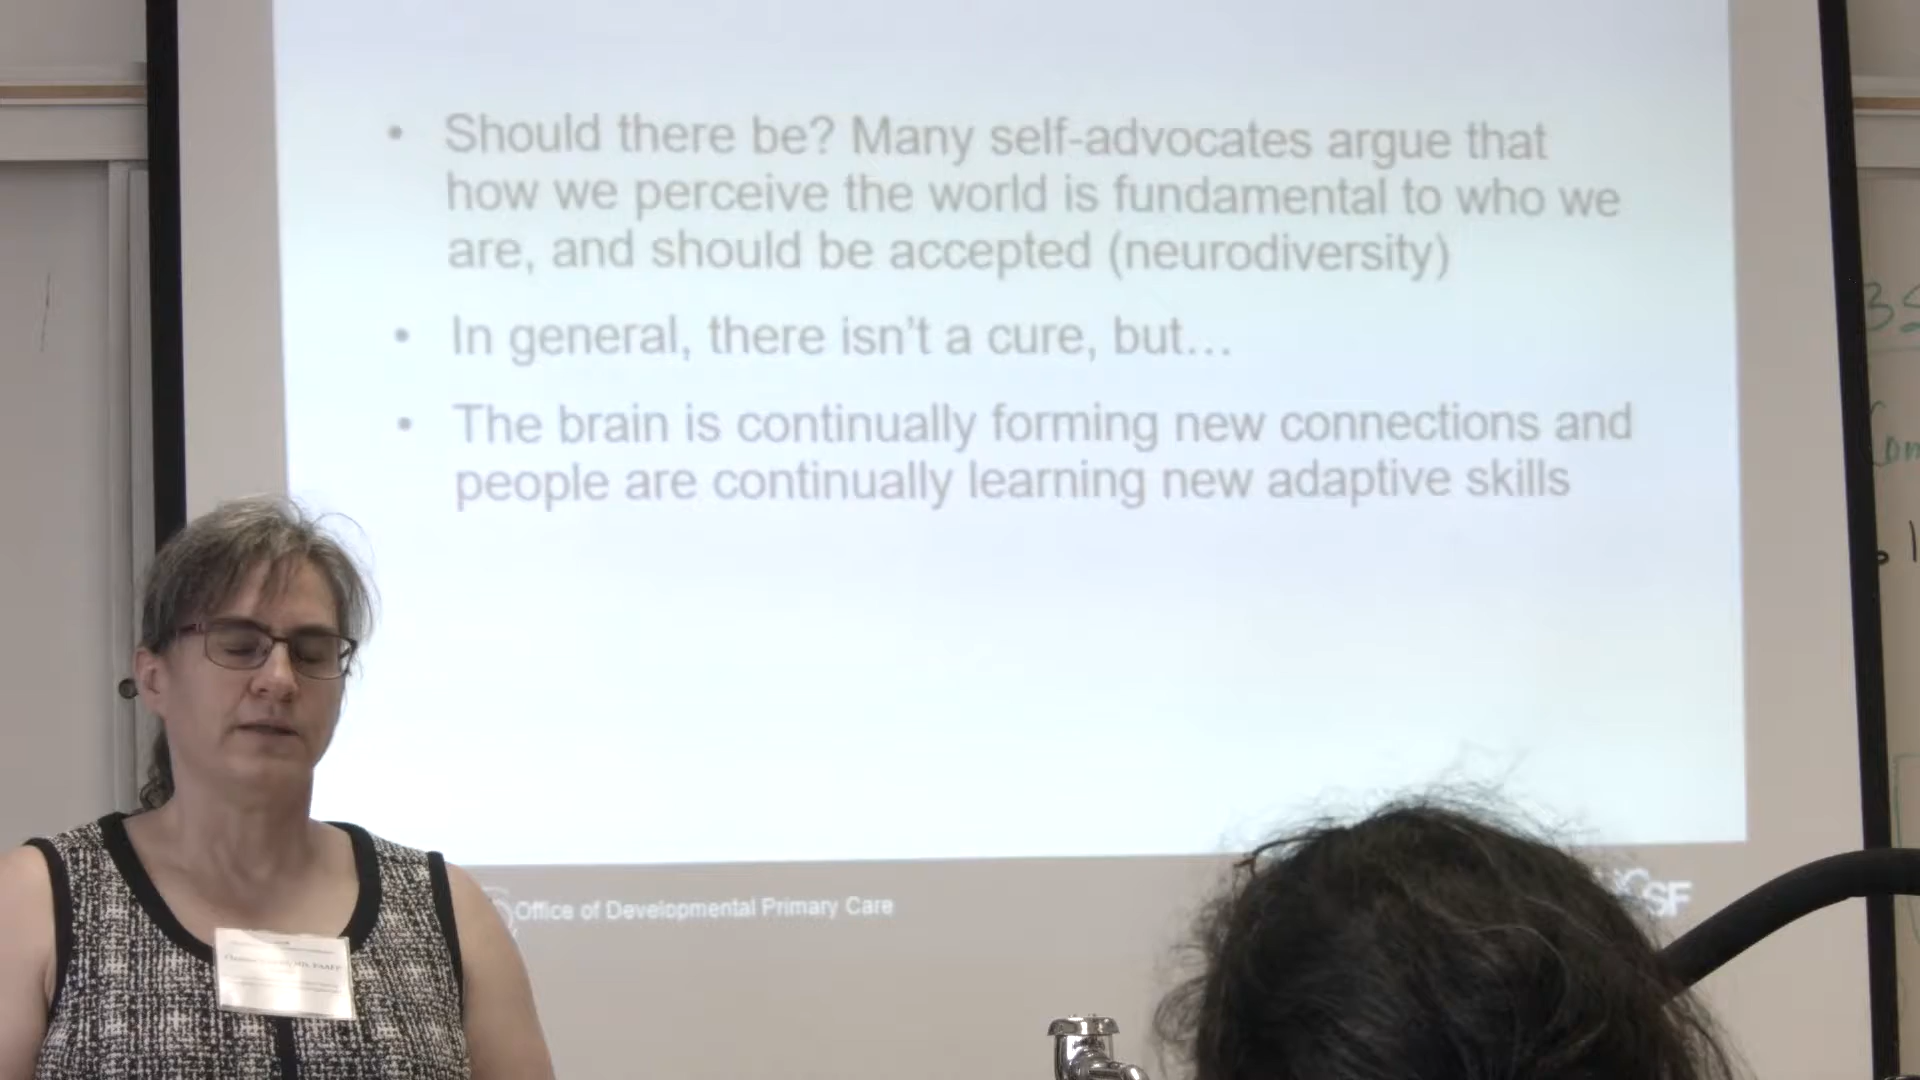 • Should there be? Many self-advocates argue that
how we perceive the world is fundamental to who we
are, and should be accepted (neurodiversity)
• In general, there isn't a cure, but…
• The brain is continually forming new connections and
people are continually learning new adaptive skills
Office of Developmental Primary Care
SF